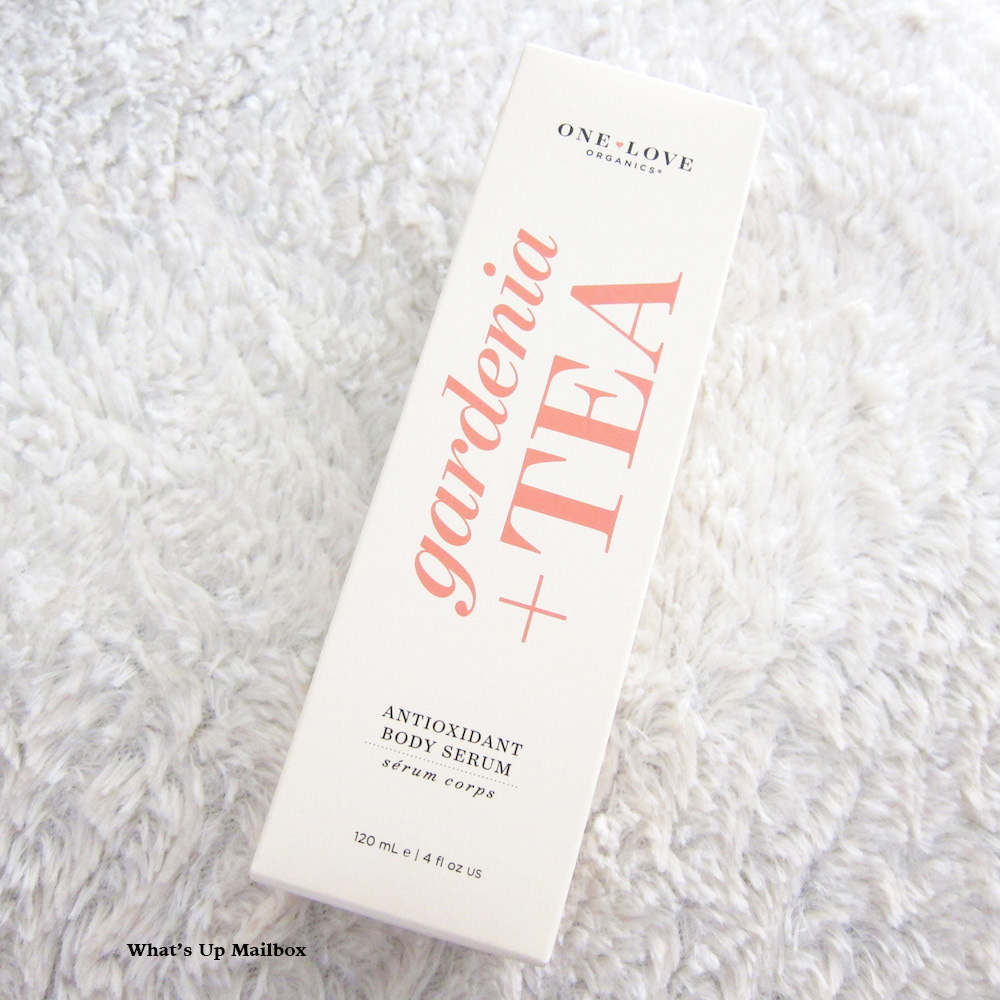 ONE♥LOVE
ORGANICS®
gardenia
+ TEA
ANTIOXIDANT
BODY SERUM
sérum corps
120 mL e | 4 fl oz US
What's Up Mailbox